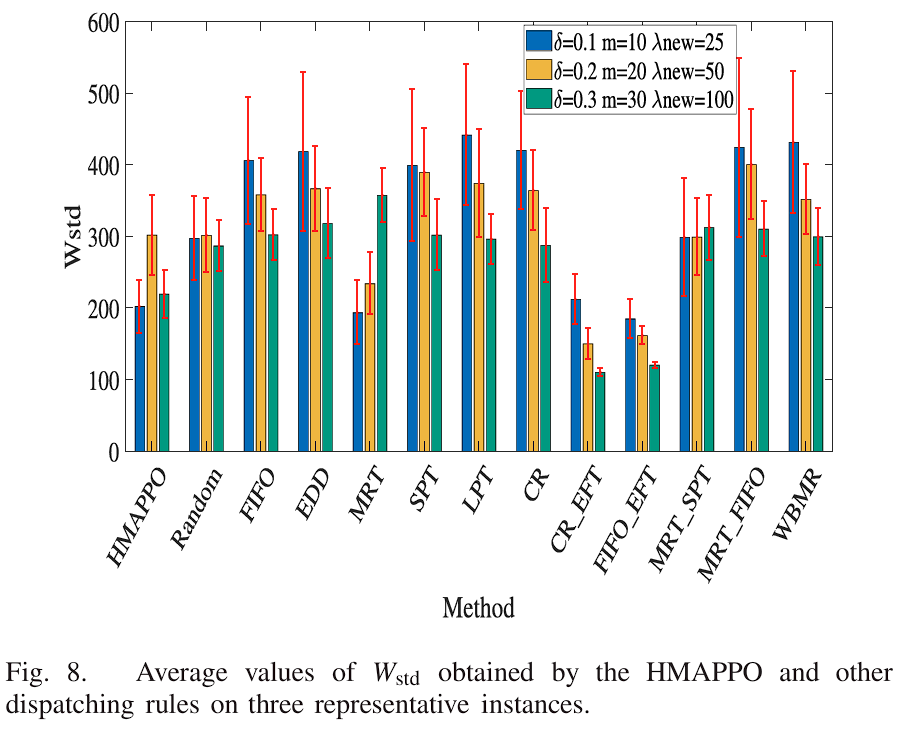 600
500
400
300
200
100
0
Wstd
δ=0.1 m=10 λnew=25
δ=0.2 m=20 λnew=50
δ=0.3 m=30 λnew=100
HMAPPO
Random
FIFO
EDD
MRT
SPT
LPT
CR
CR_EFT
FIFO_EFT
MRT_SPT
MRT_FIFO
WBMR
Method
Fig. 8. Average values of Wstd obtained by the HMAPPO and other
dispatching rules on three representative instances.